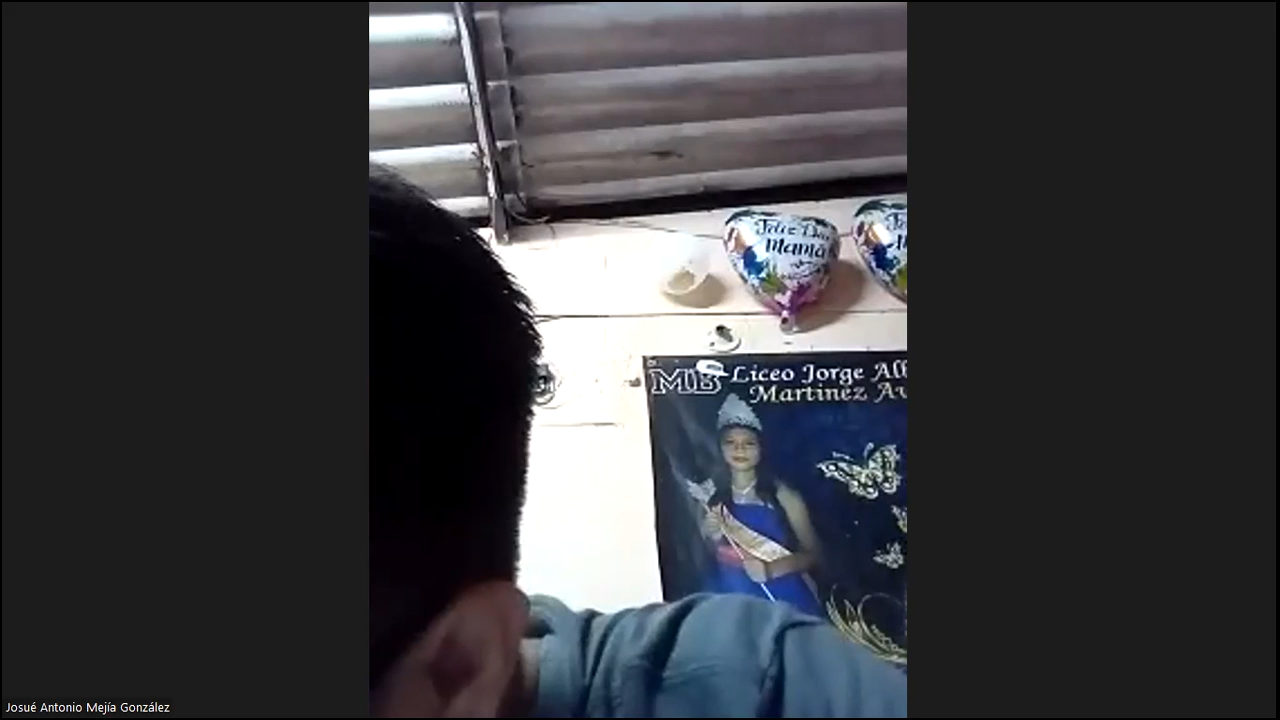 Feliz Día
Mamá
MB Liceo Jorge Alb
Martinez Av
Josué Antonio Mejía González